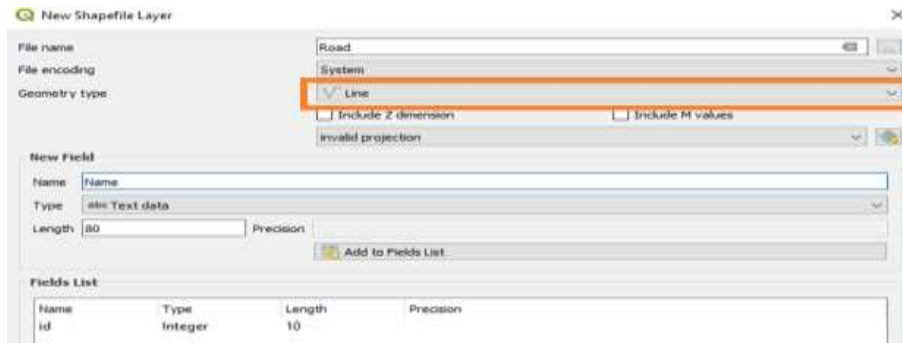 New Shapefile Layer
File name Road
File encoding System
Geometry type Line
Include Z dimension Include M values
invalid projection
New Field
Name Name
Type abc Text data
Length 80 Precision
Add to Fields List
Fields List
Name Type Length Precision
id Integer 10